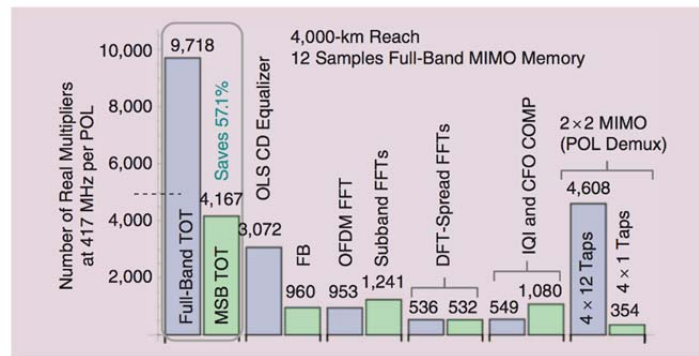 4,000-km Reach
12 Samples Full-Band MIMO Memory
Number of Real Multipliers
at 417 MHz per POL
10,000
8,000
6,000
4,000
2,000
9,718
Full-Band TOT
Saves 57.1%
4,167
MSB TOT
OLS CD Equalizer
3,072
FB
960
OFDM FFT
953
Subband FFTs
1,241
DFT-Spread FFTs
536
532
IQI and CFO COMP
549
1,080
2×2 MIMO
(POL Demux)
4,608
4×12 Taps
4×1 Taps
354